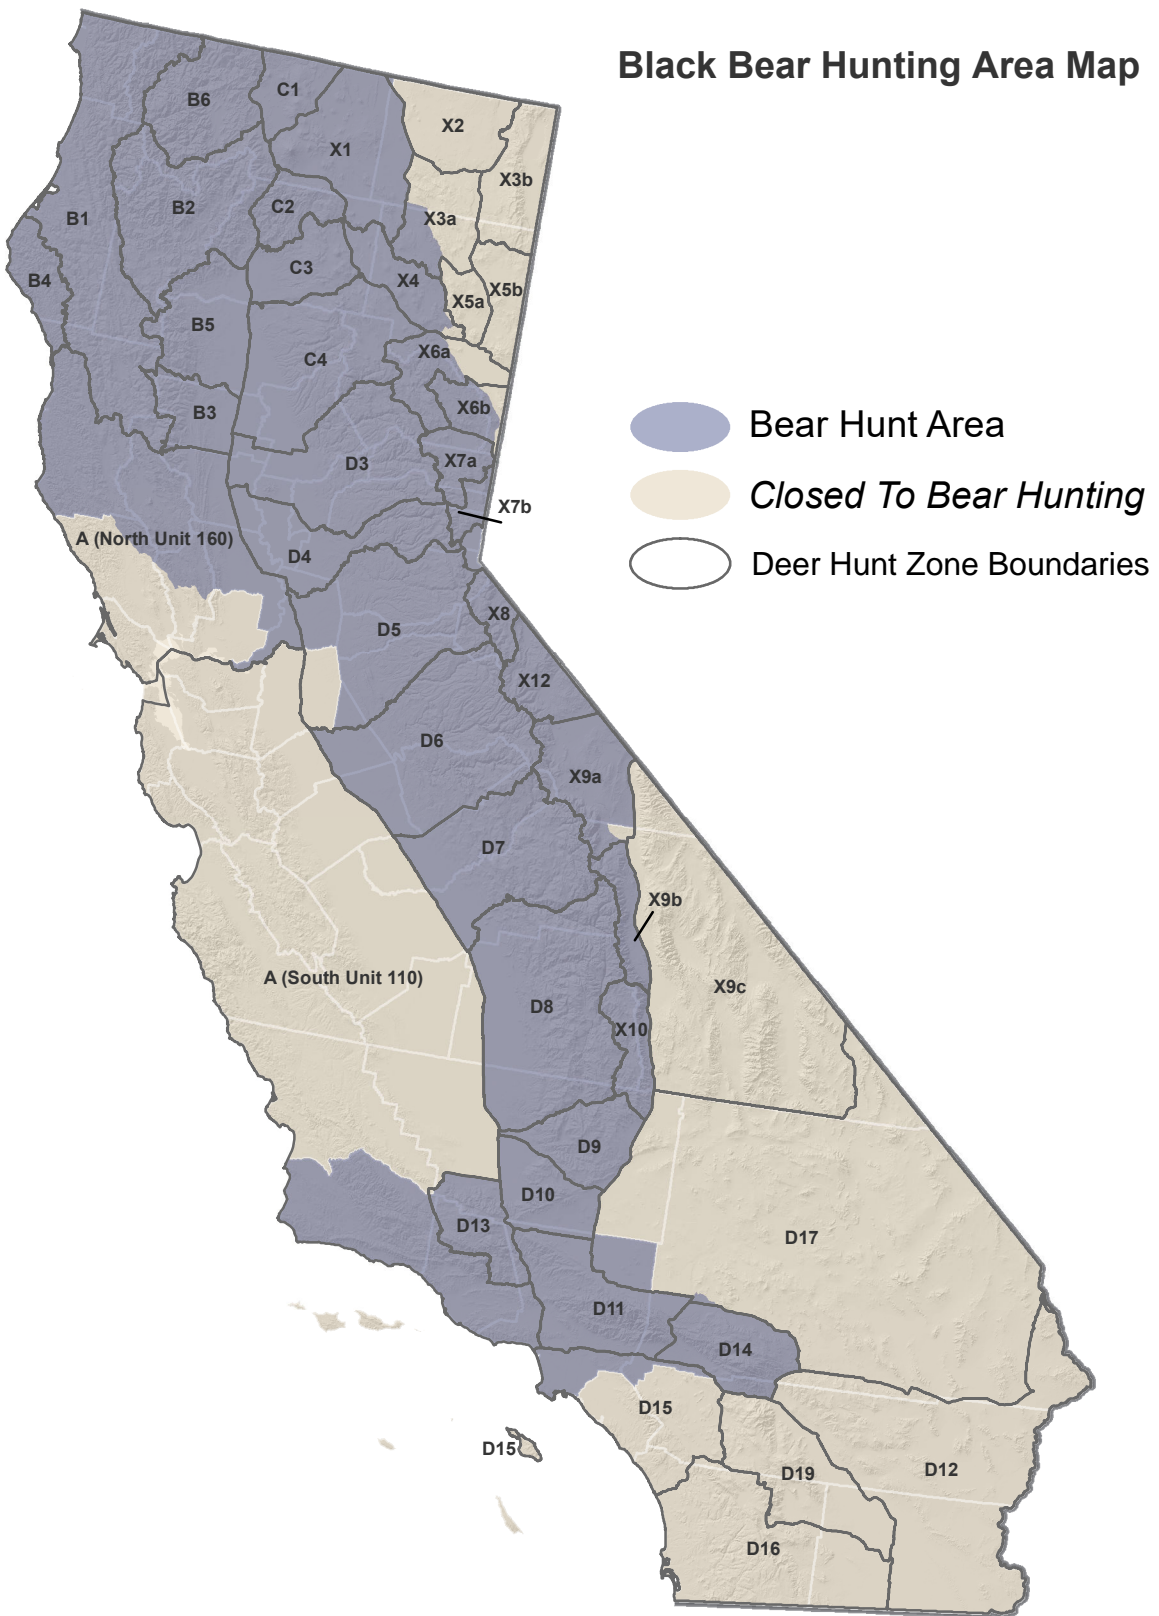 Black Bear Hunting Area Map
B6
C1
X2
X1
X3b
B2
C2
B1
X3a
C3
B4
X4
X5b
X5a
B5
X6a
C4
X6b
B3
X7a
D3
X7b
A (North Unit 160)
D4
X8
D5
X12
D6
X9a
D7
X9b
A (South Unit 110)
X9c
D8
X10
D9
D10
D13
D17
D11
D14
D15
D15
D19
D12
D16
Bear Hunt Area
Closed To Bear Hunting
Deer Hunt Zone Boundaries